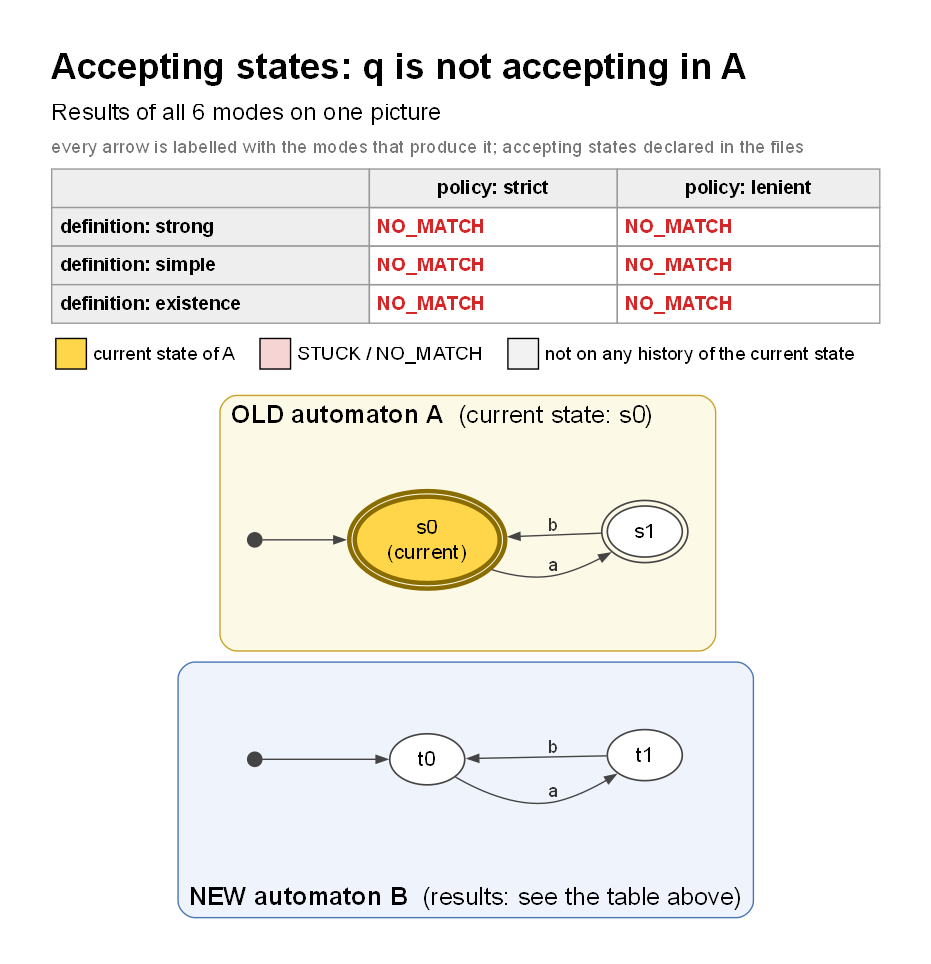 Accepting states: q is not accepting in A
Results of all 6 modes on one picture
every arrow is labelled with the modes that produce it; accepting states declared in the files
policy: strict policy: lenient
definition: strong NO_MATCH NO_MATCH
definition: simple NO_MATCH NO_MATCH
definition: existence NO_MATCH NO_MATCH
current state of A STUCK / NO_MATCH not on any history of the current state
OLD automaton A (current state: s0)
s0
(current)
b
s1
a
b
t0
t1
a
NEW automaton B (results: see the table above)